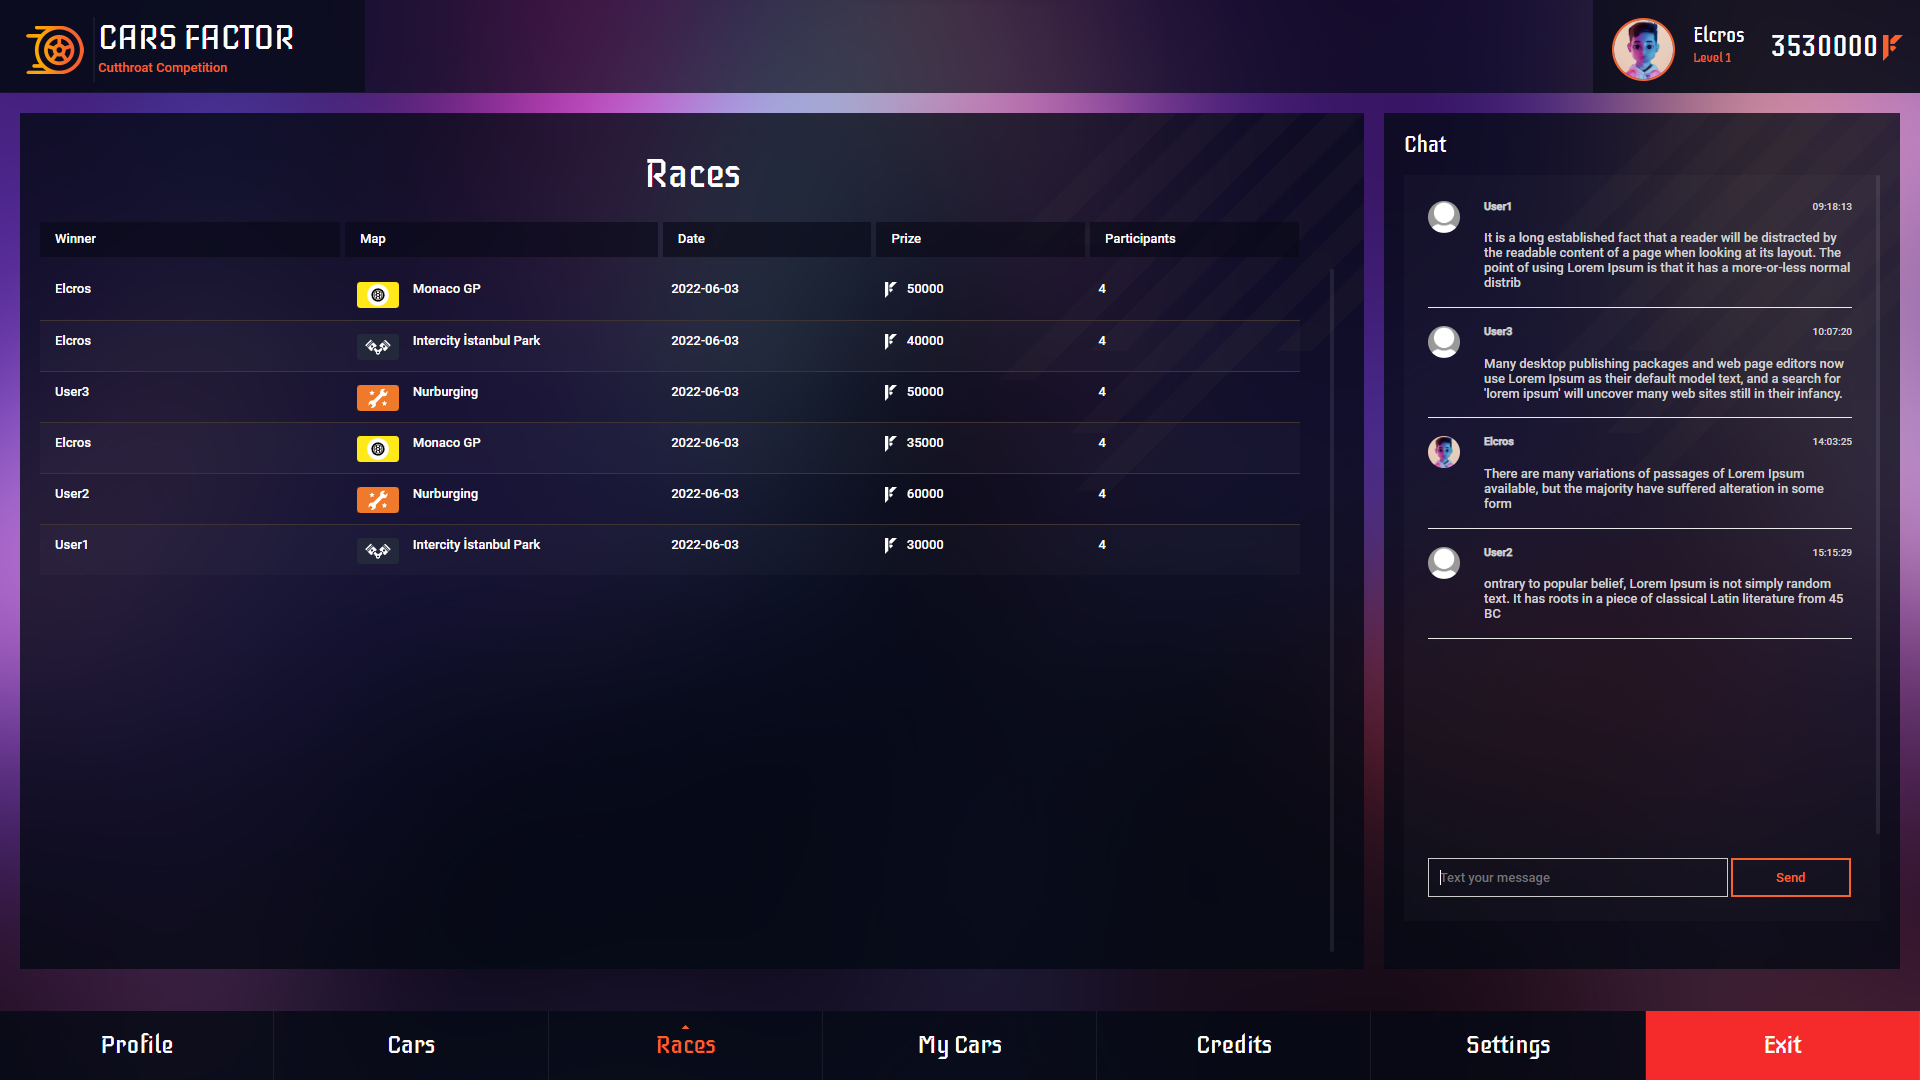 CARS FACTOR
Cutthroat Competition
Elcros
Level 1
3530000
Races
Winner Map Date Prize Participants
Elcros Monaco GP 2022-06-03 50000 4
Elcros Intercity İstanbul Park 2022-06-03 40000 4
User3 Nurburging 2022-06-03 50000 4
Elcros Monaco GP 2022-06-03 35000 4
User2 Nurburging 2022-06-03 60000 4
User1 Intercity İstanbul Park 2022-06-03 30000 4
Chat
User1 09:18:13
It is a long established fact that a reader will be distracted by
the readable content of a page when looking at its layout. The
point of using Lorem Ipsum is that it has a more-or-less normal
distrib
User3 10:07:20
Many desktop publishing packages and web page editors now
use Lorem Ipsum as their default model text, and a search for
'lorem ipsum' will uncover many web sites still in their infancy.
Elcros 14:03:25
There are many variations of passages of Lorem Ipsum
available, but the majority have suffered alteration in some
form
User2 15:15:29
ontrary to popular belief, Lorem Ipsum is not simply random
text. It has roots in a piece of classical Latin literature from 45
BC
Text your message
Send
Profile Cars Races My Cars Credits Settings Exit